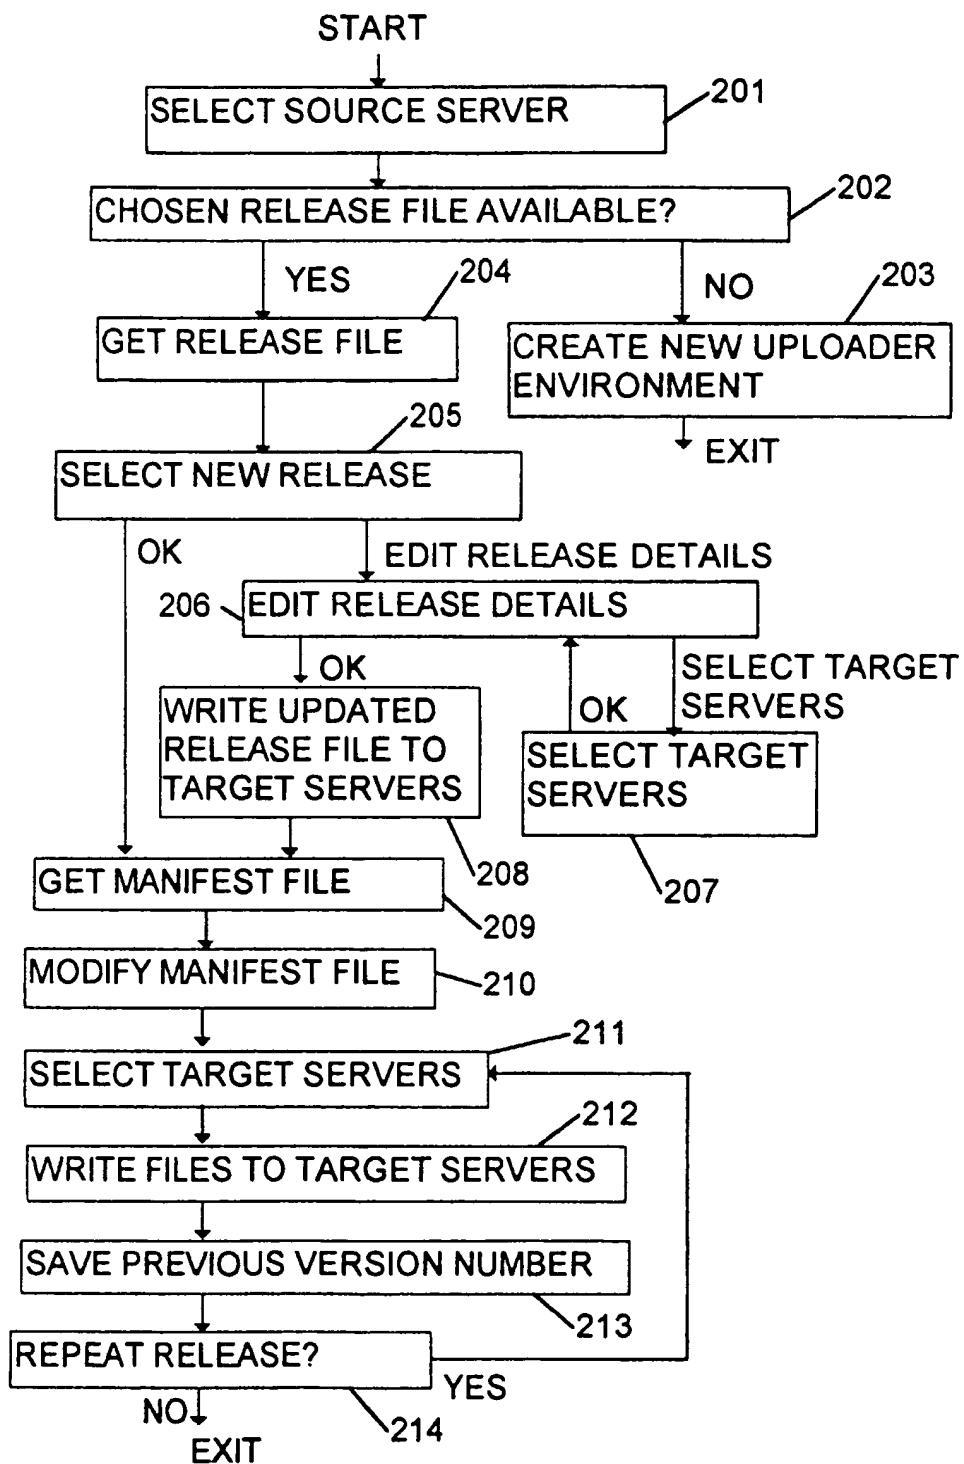 START
SELECT SOURCE SERVER
201
CHOSEN RELEASE FILE AVAILABLE?
202
YES
204
NO
203
GET RELEASE FILE
CREATE NEW UPLOADER
ENVIRONMENT
EXIT
205
SELECT NEW RELEASE
OK
EDIT RELEASE DETAILS
206
EDIT RELEASE DETAILS
OK
SELECT TARGET
SERVERS
OK
WRITE UPDATED
RELEASE FILE TO
TARGET SERVERS
SELECT TARGET
SERVERS
208
207
GET MANIFEST FILE
209
MODIFY MANIFEST FILE
210
211
SELECT TARGET SERVERS
212
WRITE FILES TO TARGET SERVERS
SAVE PREVIOUS VERSION NUMBER
213
REPEAT RELEASE?
YES
NO
214
EXIT